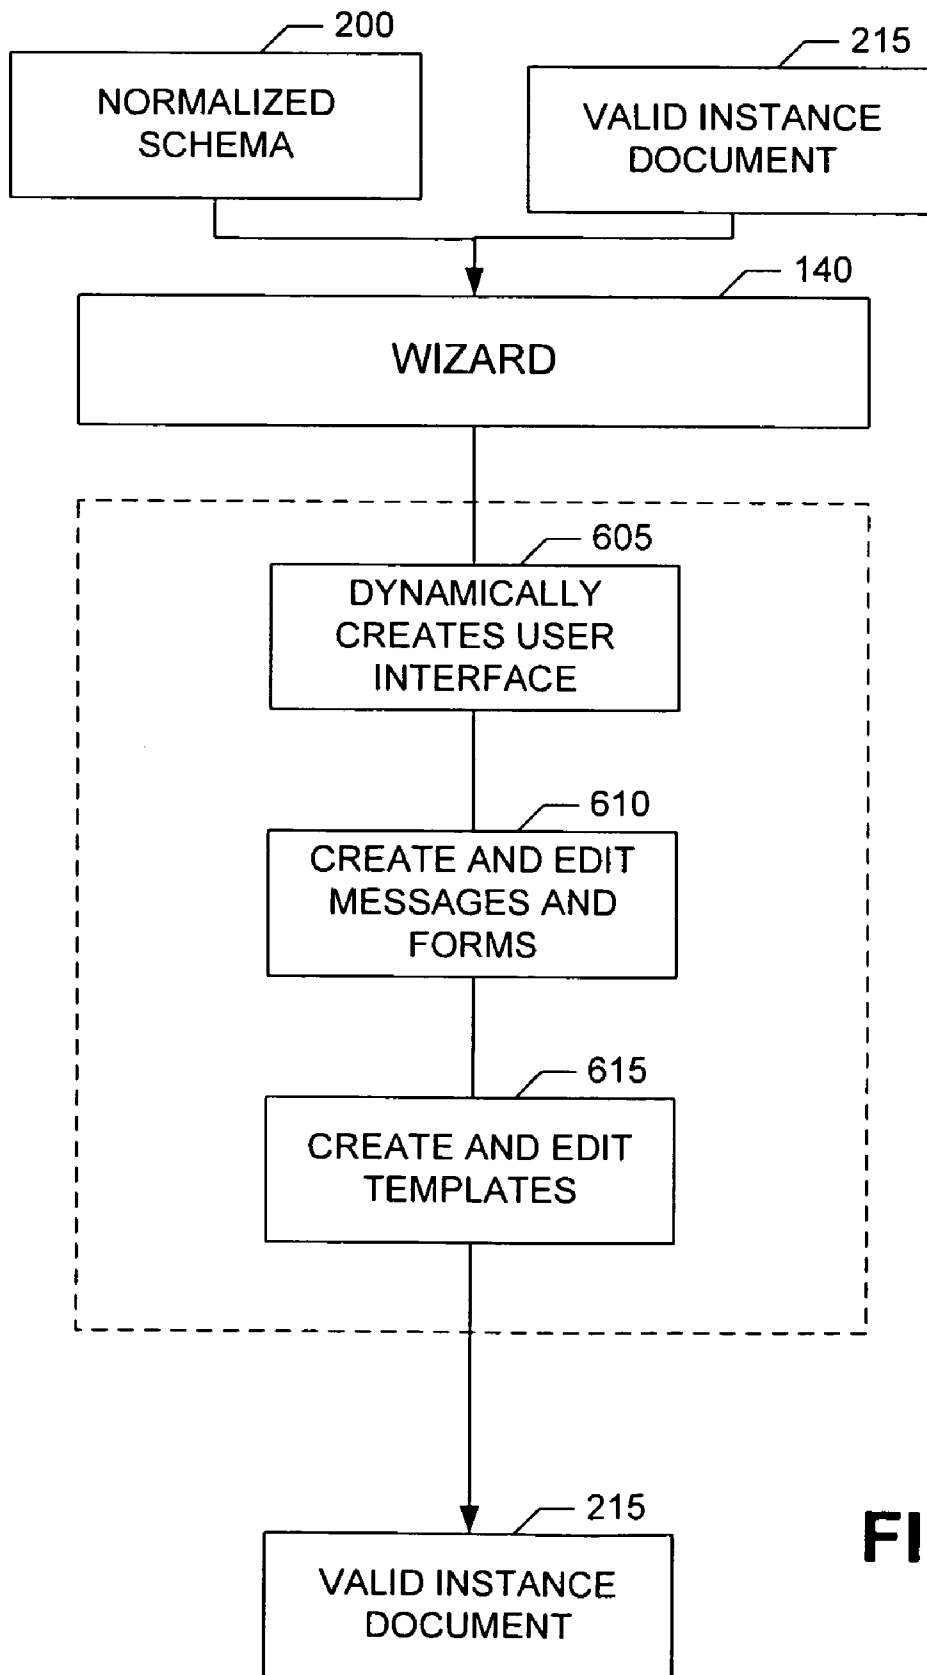 200
215
NORMALIZED
SCHEMA
VALID INSTANCE
DOCUMENT
140
WIZARD
605
DYNAMICALLY
CREATES USER
INTERFACE
610
CREATE AND EDIT
MESSAGES AND
FORMS
615
CREATE AND EDIT
TEMPLATES
215
VALID INSTANCE
DOCUMENT
FI